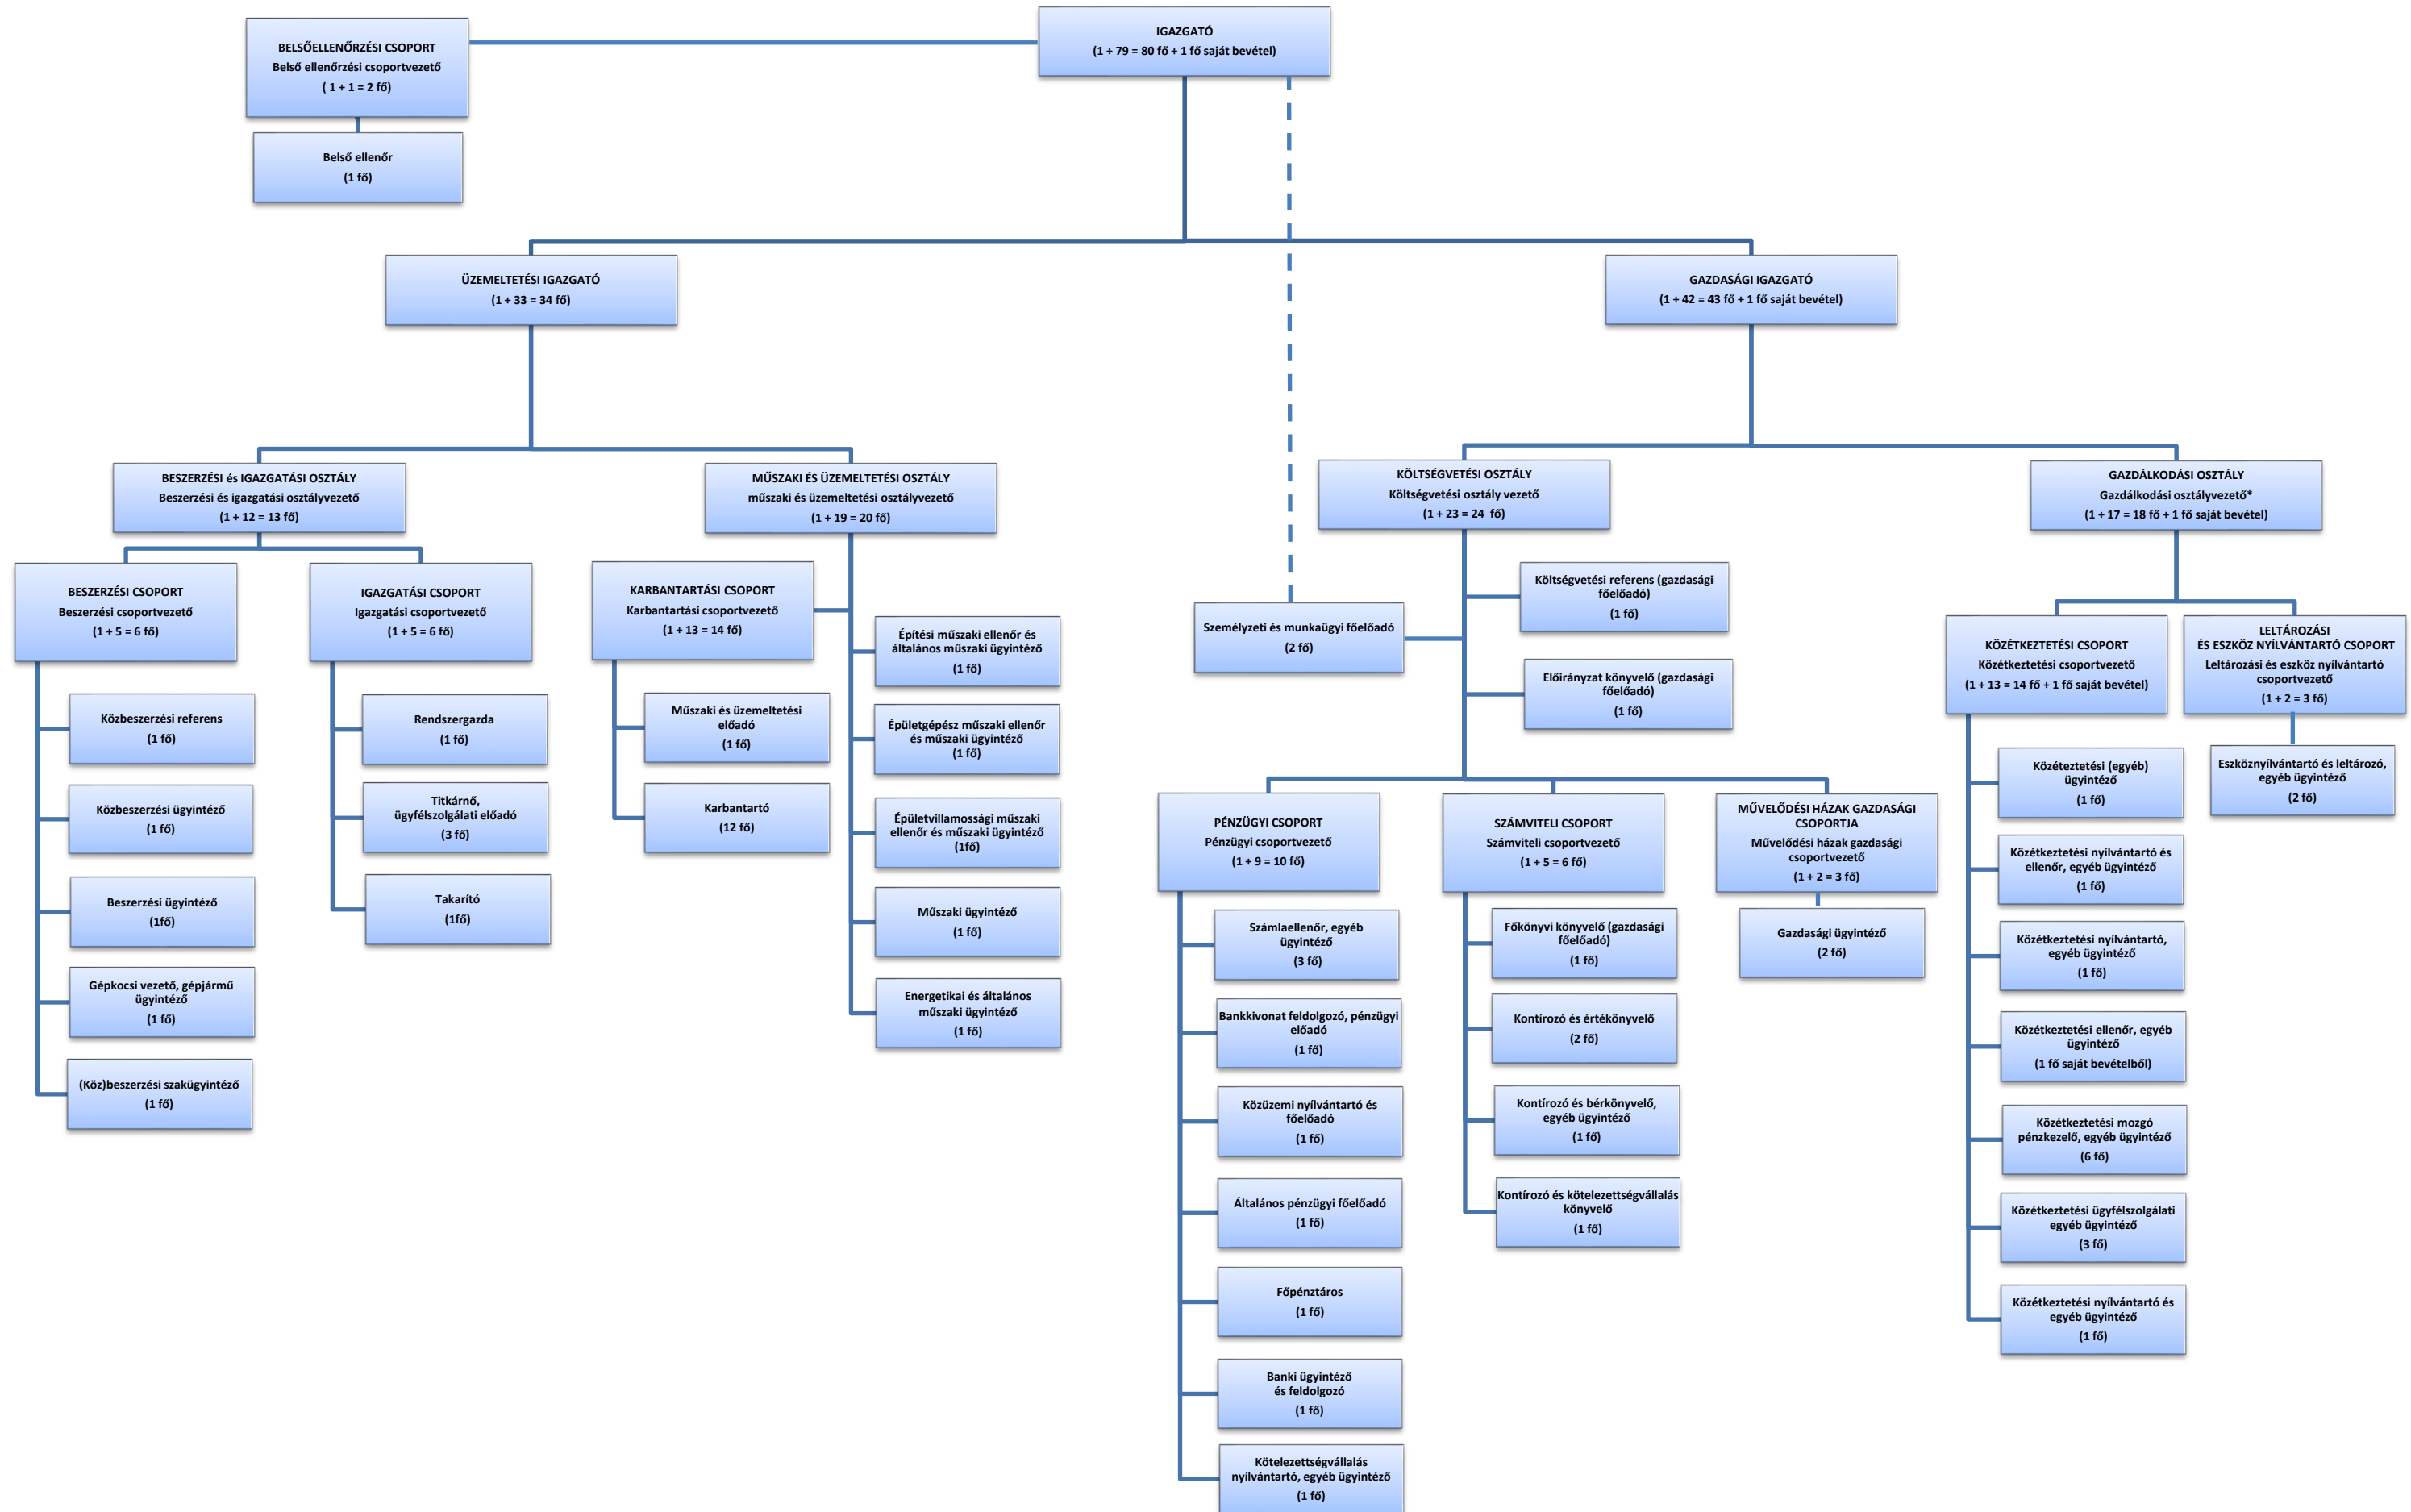 BELSŐELLENŐRZÉSI CSOPORT
Belső ellenőrzési csoportvezető
( 1 + 1 = 2 fő)
IGAZGATÓ
(1 + 79 = 80 fő + 1 fő saját bevétel)
Belső ellenőr
(1 fő)
ÜZEMELTETÉSI IGAZGATÓ
(1 + 33 = 34 fő)
GAZDASÁGI IGAZGATÓ
(1 + 42 = 43 fő + 1 fő saját bevétel)
BESZERZÉSI és IGAZGATÁSI OSZTÁLY
Beszerzési és igazgatási osztályvezető
(1 + 12 = 13 fő)
MŰSZAKI ÉS ÜZEMELTETÉSI OSZTÁLY
műszaki és üzemeltetési osztályvezető
(1 + 19 = 20 fő)
KÖLTSÉGVETÉSI OSZTÁLY
Költségvetési osztály vezető
(1 + 23 = 24 fő)
GAZDÁLKODÁSI OSZTÁLY
Gazdálkodási osztályvezető*
(1 + 17 = 18 fő + 1 fő saját bevétel)
BESZERZÉSI CSOPORT
Beszerzési csoportvezető
(1 + 5 = 6 fő)
Közbeszerzési referens
(1 fő)
Közbeszerzési ügyintéző
(1 fő)
Beszerzési ügyintéző
(1fő)
Gépkocsi vezető, gépjármű
ügyintéző
(1 fő)
(Köz)beszerzési szakügyintéző
(1 fő)
IGAZGATÁSI CSOPORT
Igazgatási csoportvezető
(1 + 5 = 6 fő)
Rendszergazda
(1 fő)
Titkárnő,
ügyfélszolgálati előadó
(3 fő)
Takarító
(1fő)
KARBANTARTÁSI CSOPORT
Karbantartási csoportvezető
(1 + 13 = 14 fő)
Műszaki és üzemeltetési
előadó
(1 fő)
Karbantartó
(12 fő)
Építési műszaki ellenőr és
általános műszaki ügyintéző
(1 fő)
Épületgépész műszaki ellenőr
és műszaki ügyintéző
(1 fő)
Épületvillamossági műszaki
ellenőr és műszaki ügyintéző
(1fő)
Műszaki ügyintéző
(1 fő)
Energetikai és általános
műszaki ügyintéző
(1 fő)
Személyzeti és munkaügyi főelőadó
(2 fő)
Költségvetési referens (gazdasági
főelőadó)
(1 fő)
Előirányzat könyvelő (gazdasági
főelőadó)
(1 fő)
PÉNZÜGYI CSOPORT
Pénzügyi csoportvezető
(1 + 9 = 10 fő)
Számlaellenőr, egyéb
ügyintéző
(3 fő)
Bankkivonat feldolgozó, pénzügyi
előadó
(1 fő)
Közüzemi nyílvántartó és
főelőadó
(1 fő)
Általános pénzügyi főelőadó
(1 fő)
Főpénztáros
(1 fő)
Banki ügyintéző
és feldolgozó
(1 fő)
Kötelezettségvállalás
nyílvántartó, egyéb ügyintéző
(1 fő)
SZÁMVITELI CSOPORT
Számviteli csoportvezető
(1 + 5 = 6 fő)
Főkönyvi könyvelő (gazdasági
főelőadó)
(1 fő)
Kontírozó és értékönyvelő
(2 fő)
Kontírozó és bérkönyvelő,
egyéb ügyintéző
(1 fő)
Kontírozó és kötelezettségvállalás
könyvelő
(1 fő)
MŰVELŐDÉSI HÁZAK GAZDASÁGI
CSOPORTJA
Művelődési házak gazdasági
csoportvezető
(1 + 2 = 3 fő)
Gazdasági ügyintéző
(2 fő)
KÖZÉTKEZTETÉSI CSOPORT
Közétkeztetési csoportvezető
(1 + 13 = 14 fő + 1 fő saját bevétel)
Közéteztetési (egyéb)
ügyintéző
(1 fő)
Közétkeztetési nyílvántartó és
ellenőr, egyéb ügyintéző
(1 fő)
Közétkeztetési nyílvántartó,
egyéb ügyintéző
(1 fő)
Közétkeztetési ellenőr, egyéb
ügyintéző
(1 fő saját bevételből)
Közétkeztetési mozgó
pénzkezelő, egyéb ügyintéző
(6 fő)
Közétkeztetési ügyfélszolgálati
egyéb ügyintéző
(3 fő)
Közétkeztetési nyílvántartó és
egyéb ügyintéző
(1 fő)
LELTÁROZÁSI
ÉS ESZKÖZ NYÍLVÁNTARTÓ CSOPORT
Leltározási és eszköz nyílvántartó
csoportvezető
(1 + 2 = 3 fő)
Eszköznyílvántartó és leltározó,
egyéb ügyintéző
(2 fő)